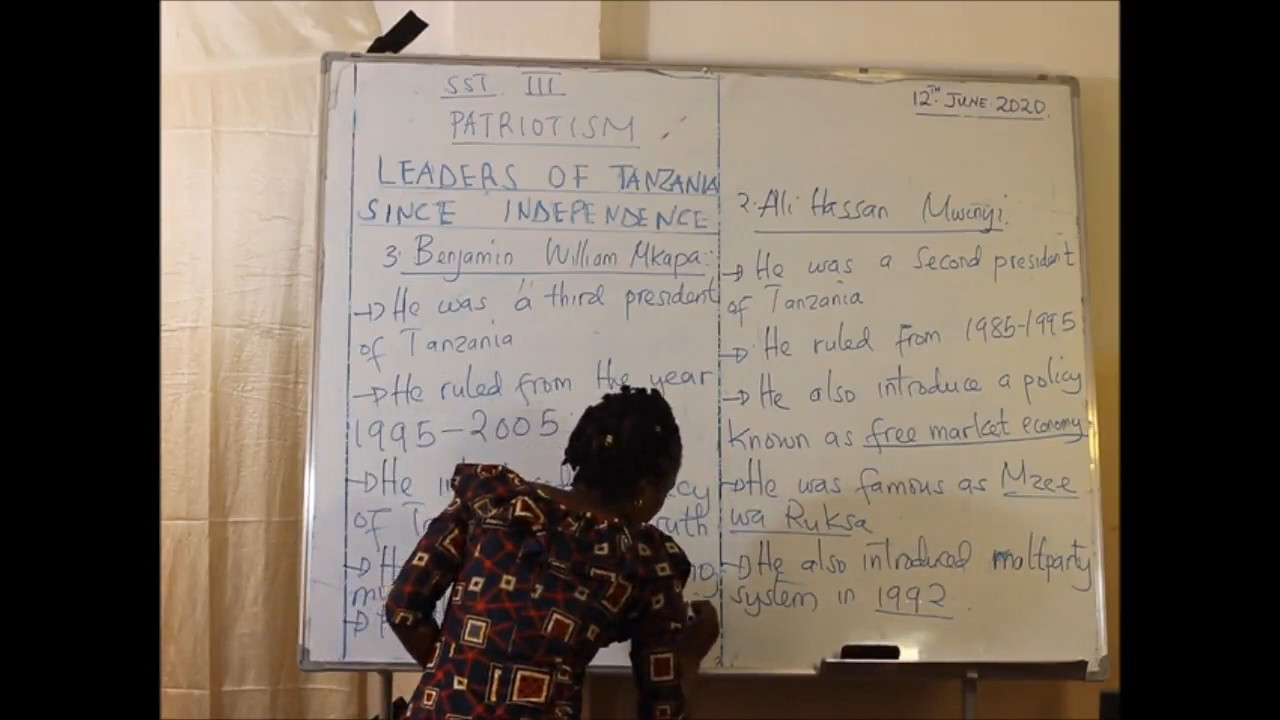 SST III
PATRIOTISM
LEADERS OF TANZANIA
SINCE INDEPENDENCE
3. Benjamin William Mkapa:
→ He was a third president
of Tanzania
→ He ruled from the year
1995-2005
→ He
of
→
12TH JUNE 2020.
2. Ali Hassan Mwinyi.
→ He was a second president
of Tanzania
→ He ruled from 1985-1995
→ He also introduce a policy
known as free market economy.
→ He was famous as Mzee
wa Ruksa
→ He also introduced maltparty
system in 1992